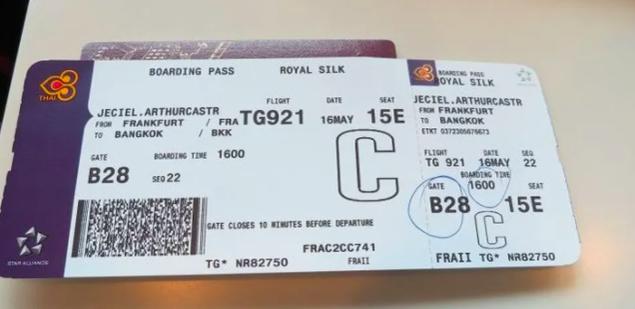 BOARDING PASS ROYAL SILK
THAI
JECIEL.ARTHURCASTR
FLIGHT DATE SEAT
FROM FRANKFURT / FRA TG921 16MAY 15E
TO BANGKOK / BKK
GATE BOARDING TIME 1600
B28 SEQ 22
C
GATE CLOSES 10 MINUTES BEFORE DEPARTURE
STAR ALLIANCE
FRAC2CC741
TG* NR82750 FRAII
BOARDING PASS
ROYAL SILK
JECIEL.ARTHURCASTR
FROM FRANKFURT
TO BANGKOK
ETKT 0372305876673
FLIGHT DATE SEQ
TG 921 16MAY 22
BOARDING TIME
GATE 1600 SEAT
B28 15E
C
FRAII TG* NR82750